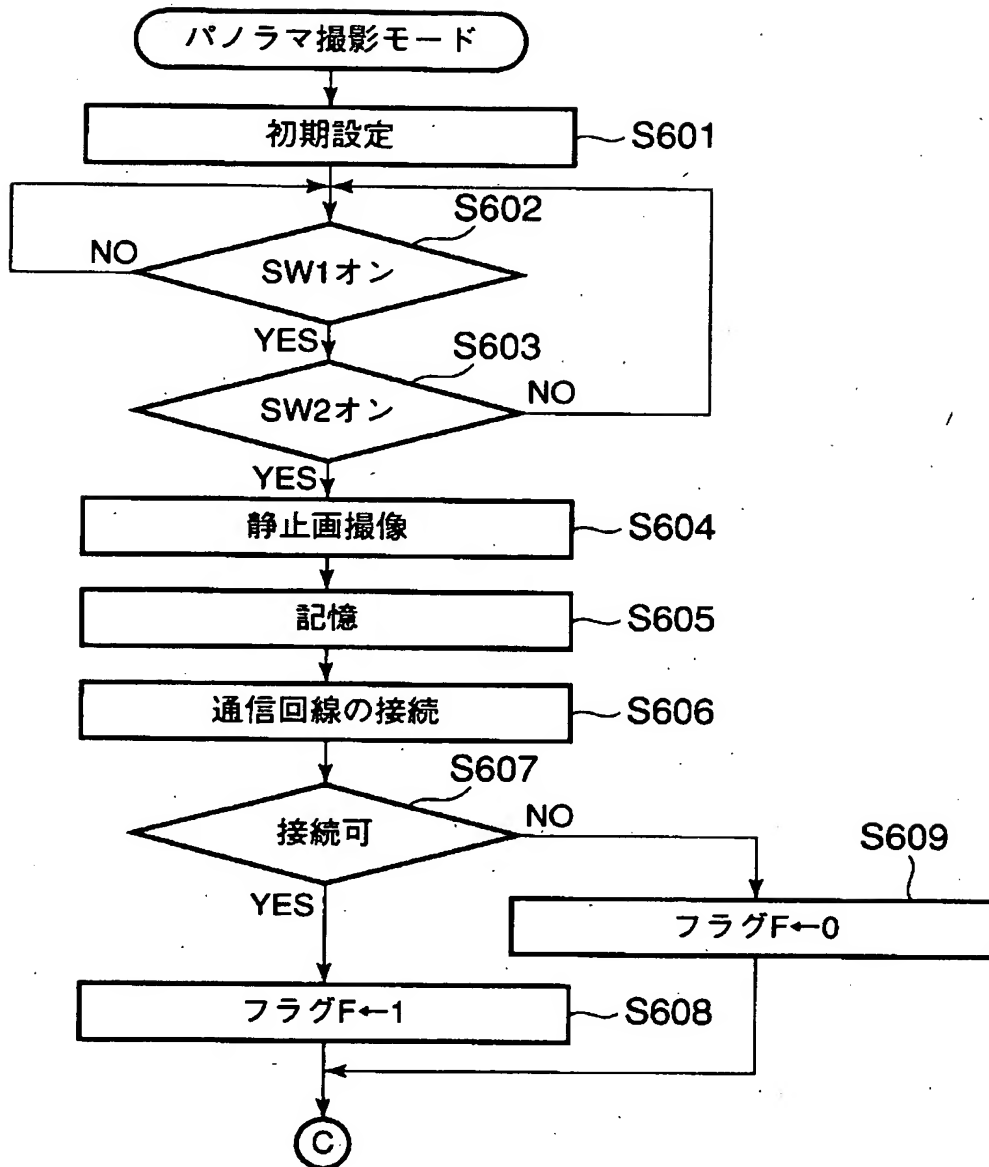 パノラマ撮影モード
初期設定
S601
S602
NO
SW1オン
YES
S603
NO
SW2オン
YES
静止画撮像
S604
記憶
S605
通信回線の接続
S606
S607
接続可
NO
YES
S609
フラグF←0
フラグF←1
S608
C